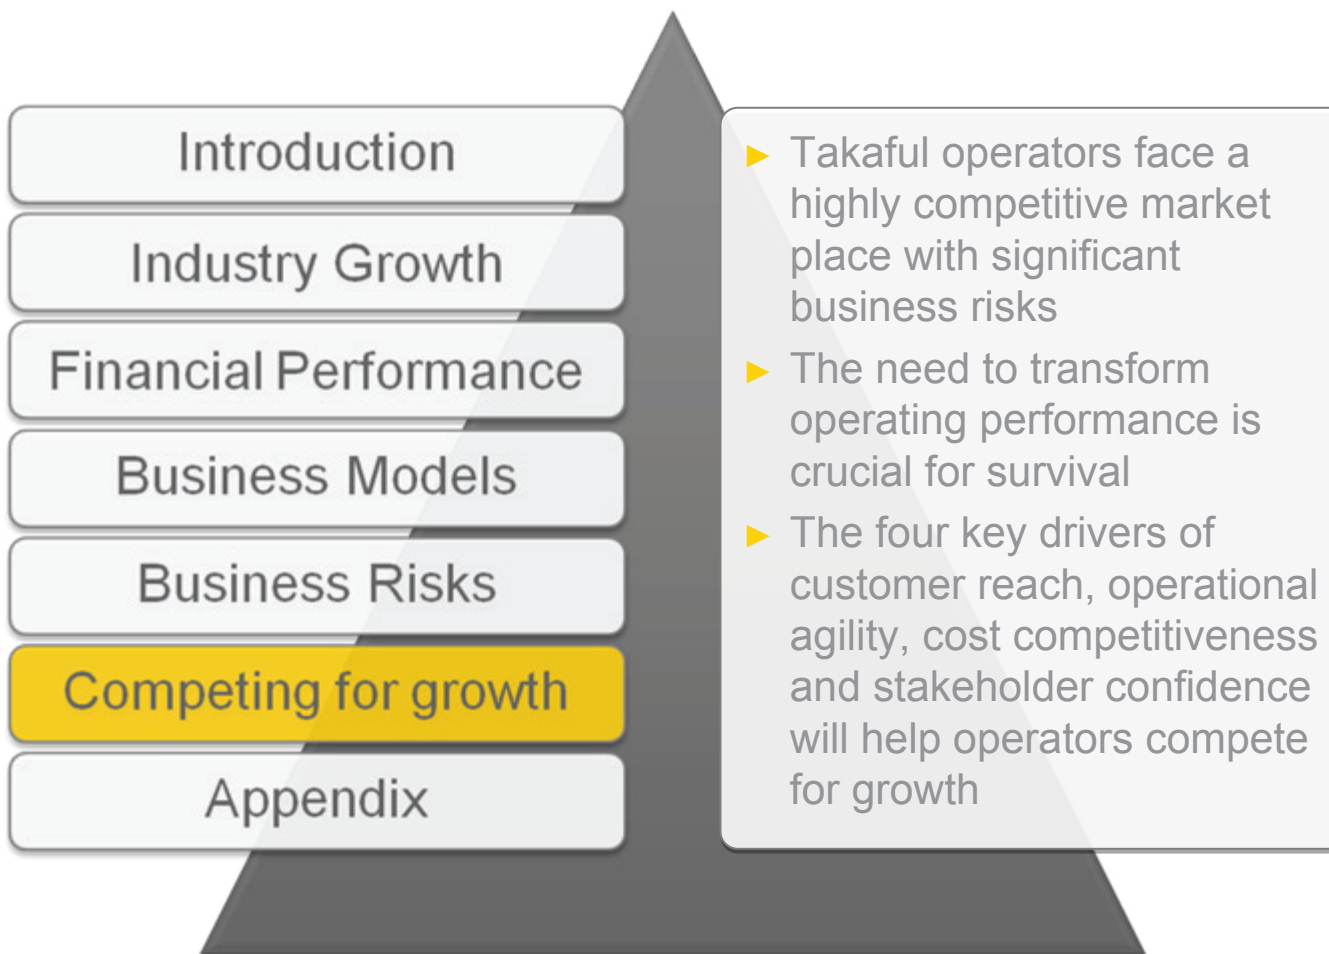 Introduction
Industry Growth
Financial Performance
Business Models
Business Risks
Competing for growth
Appendix
► Takaful operators face a
highly competitive market
place with significant
business risks
► The need to transform
operating performance is
crucial for survival
► The four key drivers of
customer reach, operational
agility, cost competitiveness
and stakeholder confidence
will help operators compete
for growth